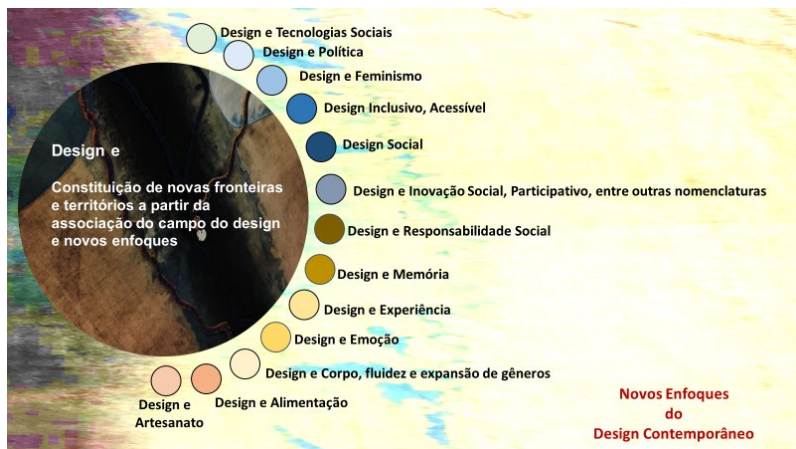 Design e Tecnologias Sociais
Design e Política
Design e Feminismo
Design Inclusivo, Acessível
Design Social
Design e Inovação Social, Participativo, entre outras nomenclaturas
Design e Responsabilidade Social
Design e Memória
Design e Experiência
Design e Emoção
Design e Corpo, fluidez e expansão de gêneros
Design e Alimentação
Design e
Artesanato
Design e
Constituição de novas fronteiras
e territórios a partir da
associação do campo do design
e novos enfoques
Novos Enfoques
do
Design Contemporâneo